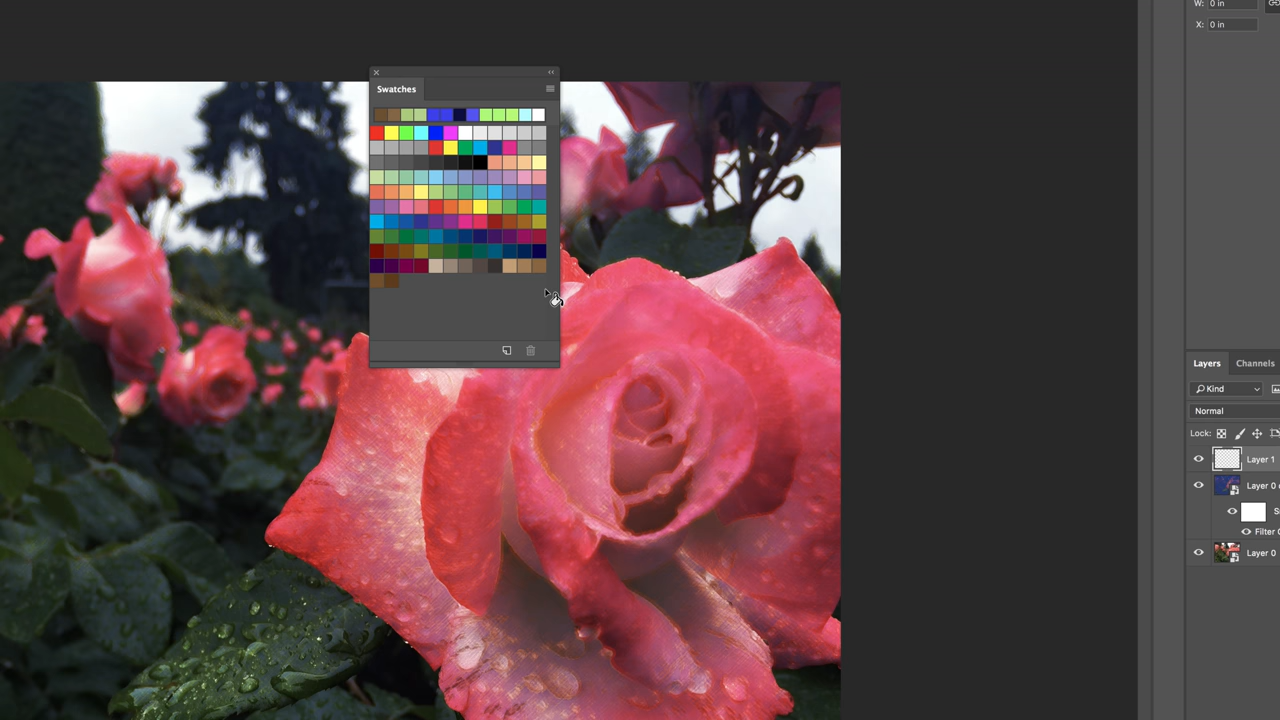 W: 0 in
X: 0 in
Swatches
Layers Channels
Kind
Normal
Lock:
Layer 1
Layer 0
Filter
Layer 0